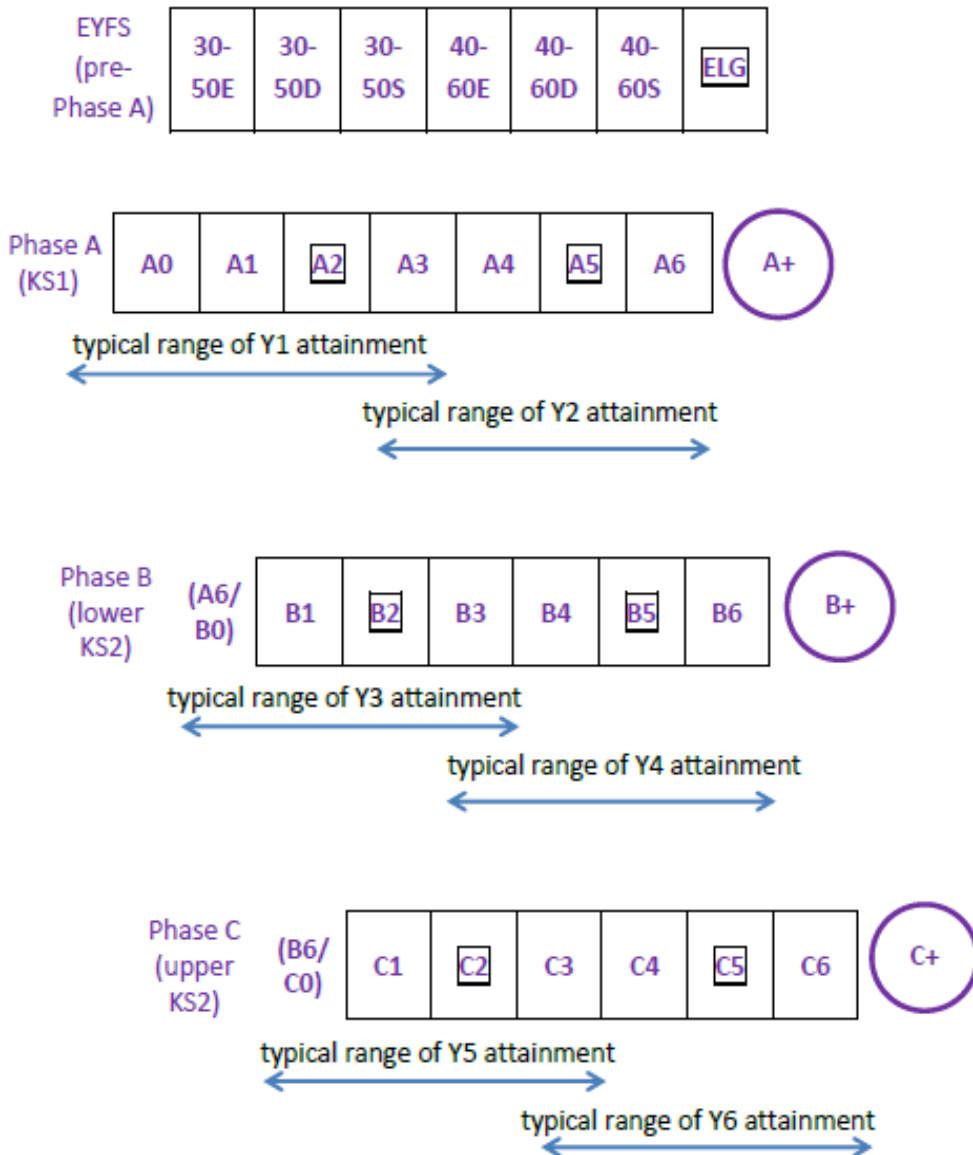 EYFS
(pre-
Phase A)
30-
50E
30-
50D
30-
50S
40-
60E
40-
60D
40-
60S
ELG
Phase A
(KS1)
A0 A1 A2 A3 A4 A5 A6 A+
typical range of Y1 attainment
typical range of Y2 attainment
Phase B
(lower
KS2)
(A6/
B0)
B1 B2 B3 B4 B5 B6 B+
typical range of Y3 attainment
typical range of Y4 attainment
Phase C
(upper
KS2)
(B6/
C0)
C1 C2 C3 C4 C5 C6 C+
typical range of Y5 attainment
typical range of Y6 attainment